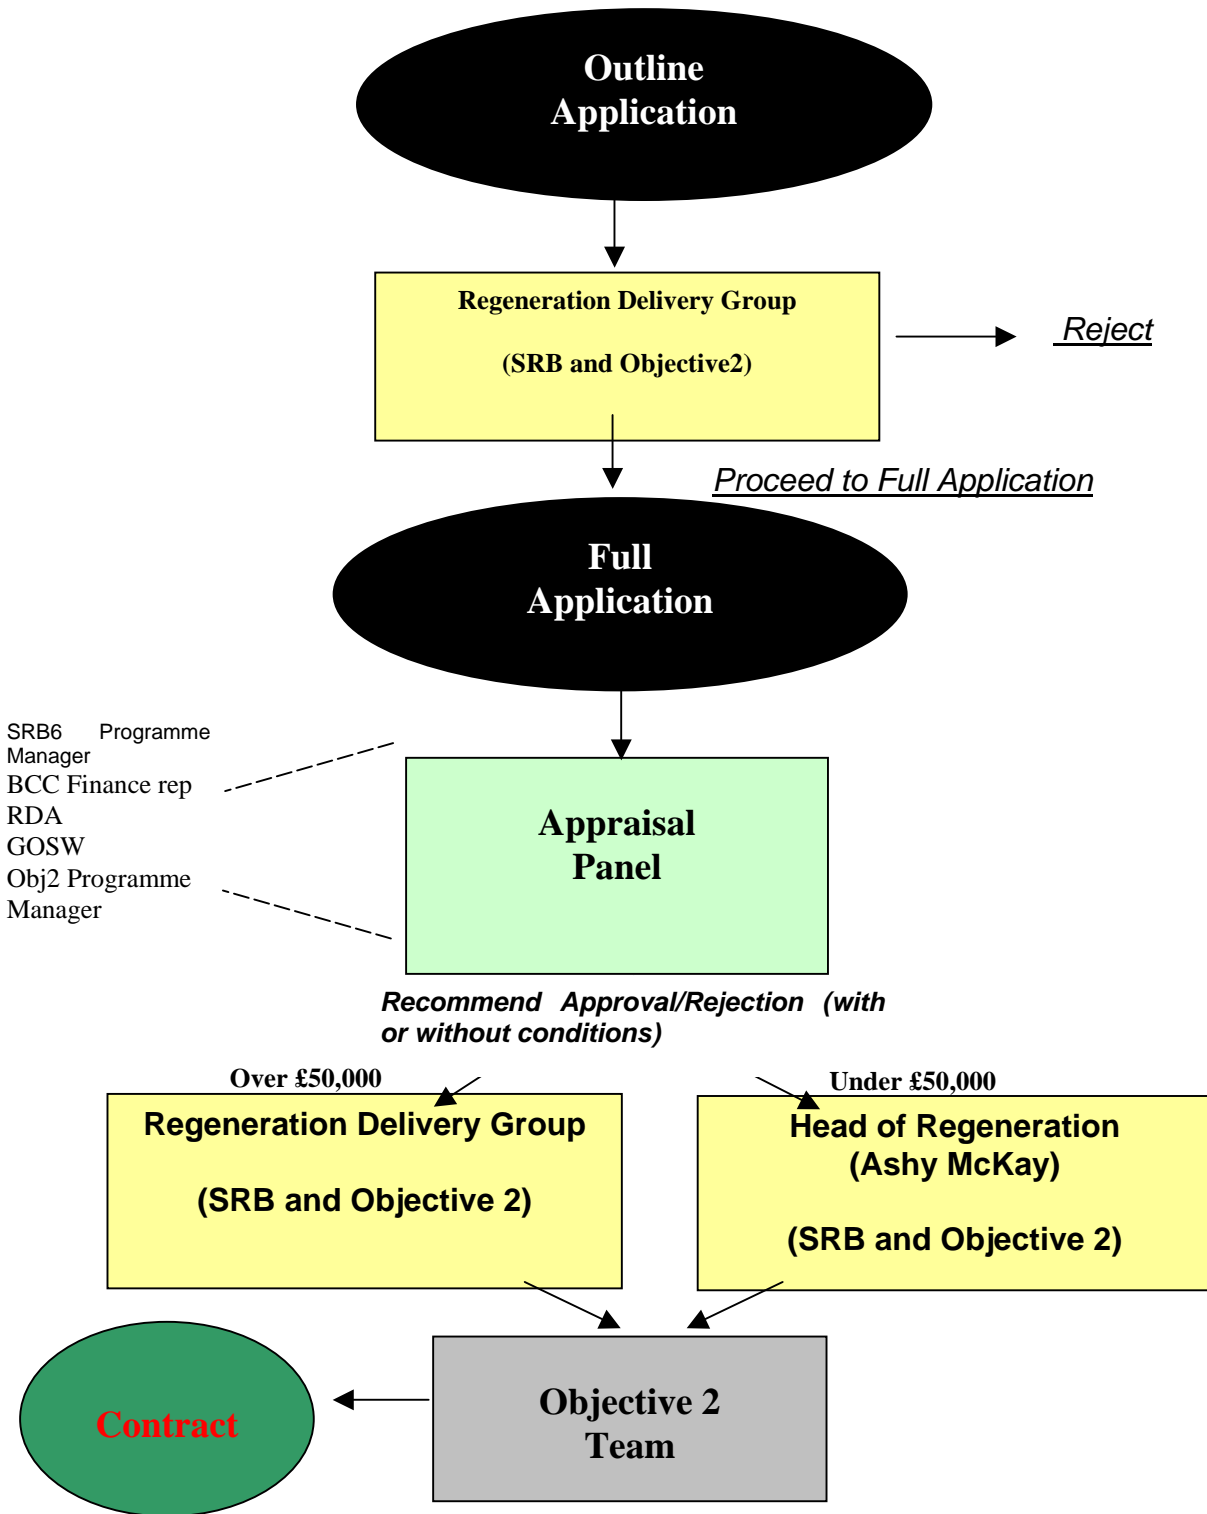 Outline
Application
Regeneration Delivery Group
(SRB and Objective2)
Reject
Proceed to Full Application
Full
Application
SRB6 Programme
Manager
BCC Finance rep
RDA
GOSW
Obj2 Programme
Manager
Appraisal
Panel
Recommend Approval/Rejection (with
or without conditions)
Over £50,000
Under £50,000
Regeneration Delivery Group
(SRB and Objective 2)
Head of Regeneration
(Ashy McKay)
(SRB and Objective 2)
Contract
Objective 2
Team